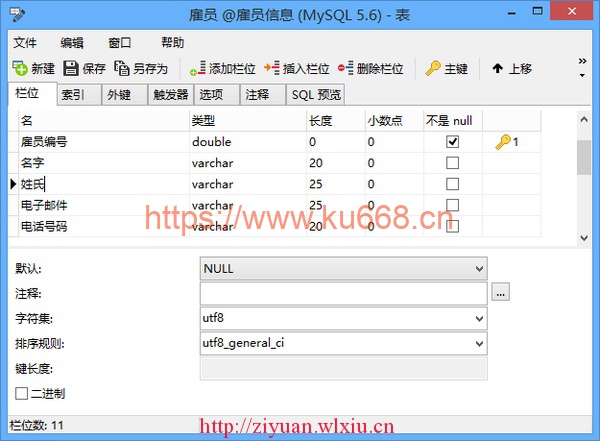 雇员 @雇员信息 (MySQL 5.6) - 表
文件 编辑 窗口 帮助
新建 保存 另存为 添加栏位 插入栏位 删除栏位 主键 上移
栏位 索引 外键 触发器 选项 注释 SQL 预览
名 类型 长度 小数点 不是 null
雇员编号 double 0 0 1
名字 varchar 20 0
姓氏 varchar 25 0
电子邮件 varchar 25 0
https://www.ku668.cn
电话号码 varchar 20 0
默认: NULL
注释: ...
字符集: utf8
排序规则: utf8_general_ci
键长度:
二进制
栏位数: 11
http://ziyuan.wlxiu.cn